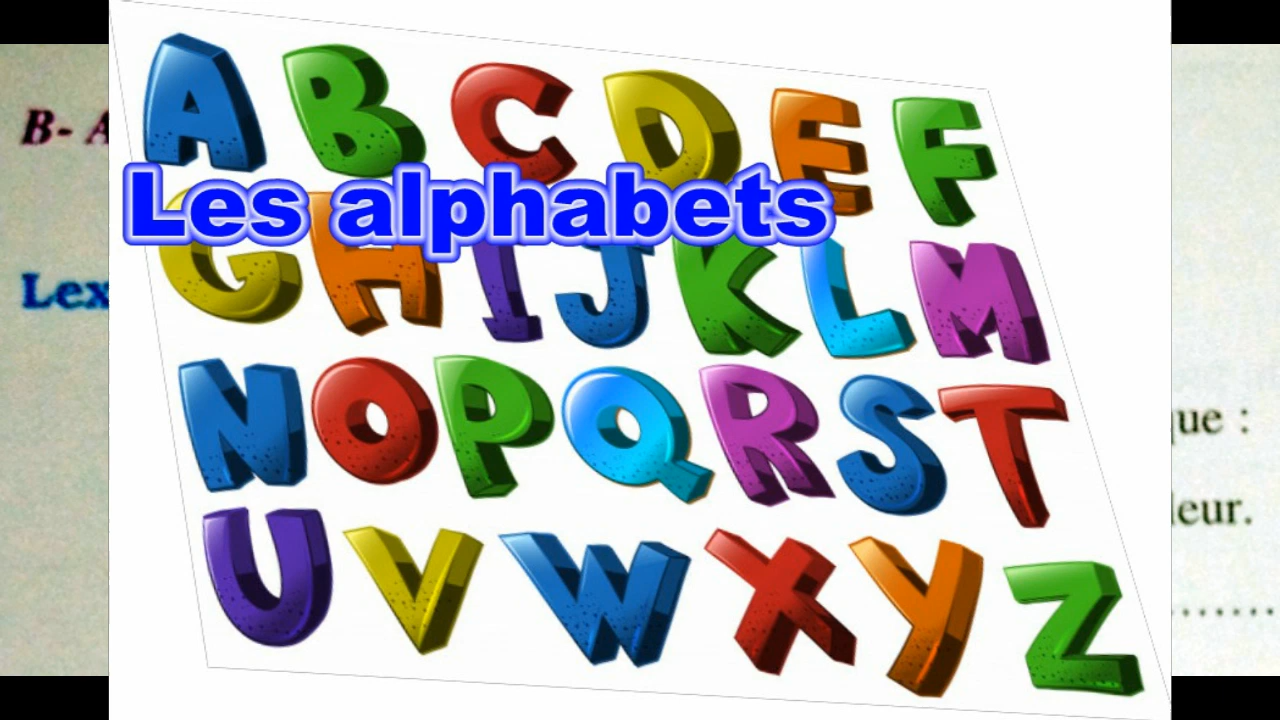 A B C D E F
Les alphabets
G H I J K L M
N O P Q R S T
U V W X Y Z
B- A
Lex
que :
leur.